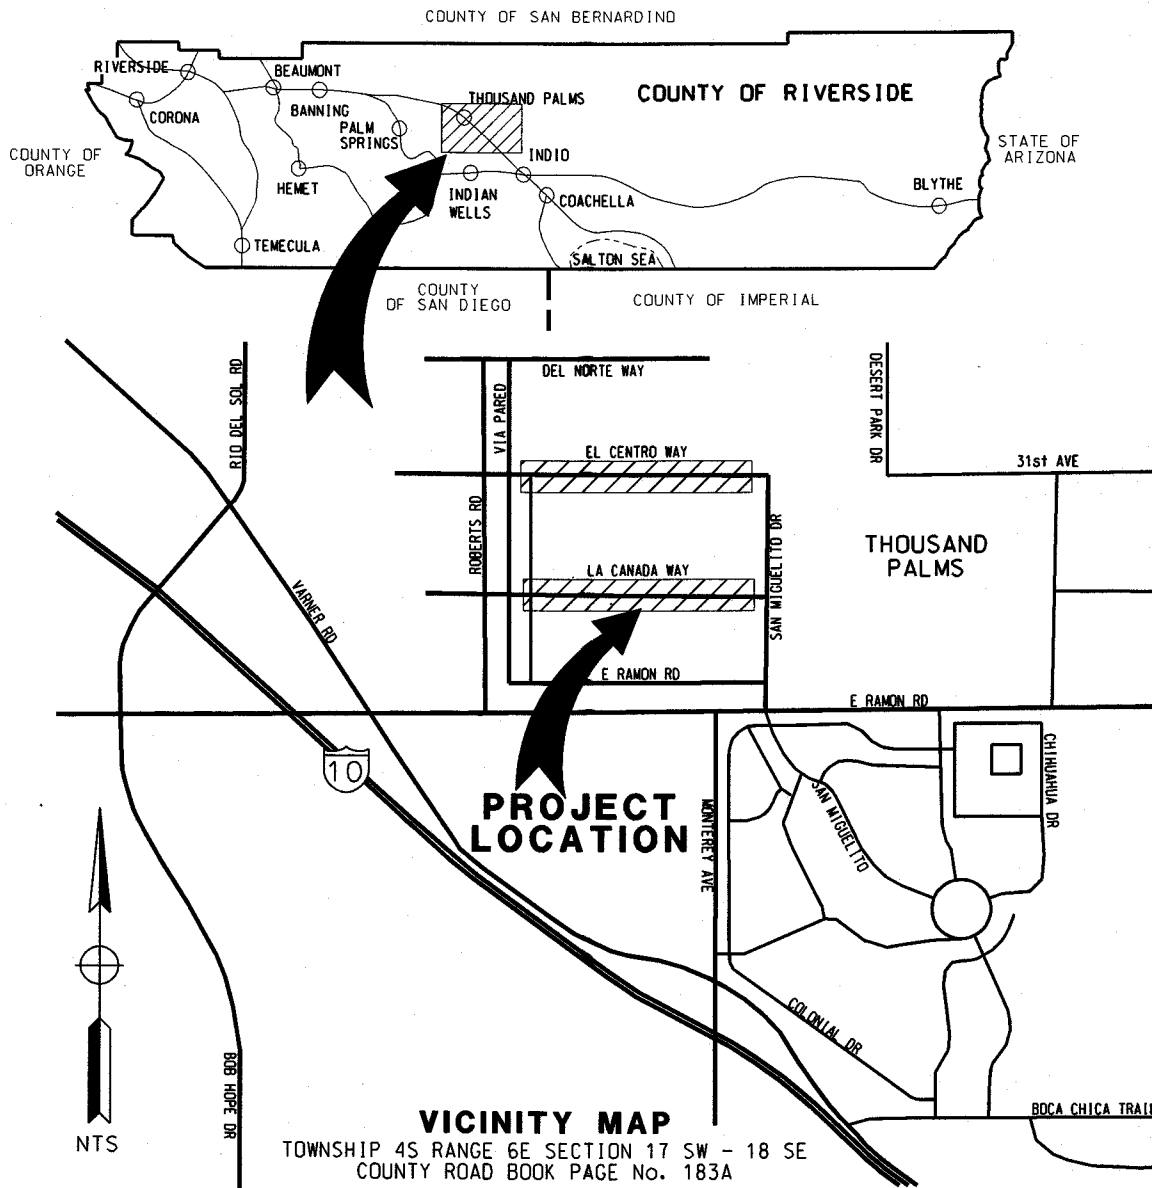 COUNTY OF SAN BERNARDINO
RIVERSIDE
BEAUMONT
THOUSAND PALMS
COUNTY OF RIVERSIDE
CORONA
BANNING
PALM
SPRINGS
STATE OF
ARIZONA
COUNTY OF
ORANGE
INDIO
HEMET
INDIAN
WELLS
COACHELLA
BLYTHE
TEMECULA
SALTON SEA
COUNTY
OF SAN DIEGO
COUNTY OF IMPERIAL
RIO DEL SOL RD
DEL NORTE WAY
VIA PARED
DESERT PARK DR
EL CENTRO WAY
31st AVE
ROBERTS RD
SAN MIGUELITO DR
THOUSAND
PALMS
LA CANADA WAY
VARNER RD
E RAMON RD
E RAMON RD
10
CHIHUAHUA DR
PROJECT
LOCATION
MONTEREY AVE
SAN MIGUELITO
COLONIAL DR
BOB HOPE DR
NTS
BOCA CHICA TRAI
VICINITY MAP
TOWNSHIP 4S RANGE 6E SECTION 17 SW - 18 SE
COUNTY ROAD BOOK PAGE No. 183A